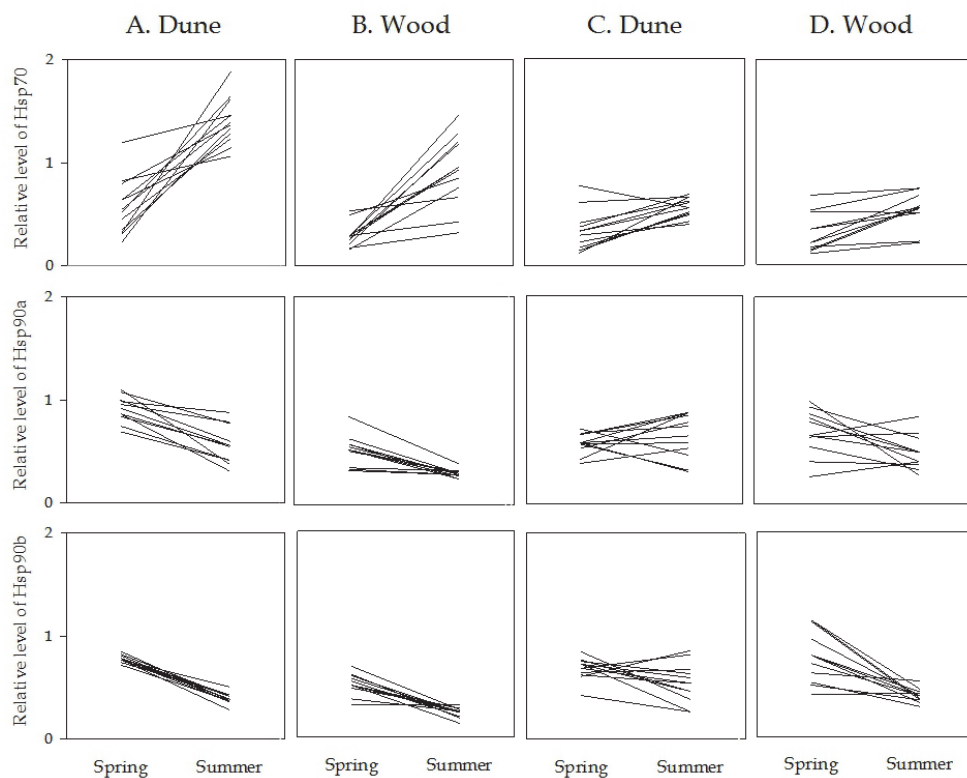 A. Dune B. Wood C. Dune D. Wood
Relative level of Hsp70
2
1
0
Relative level of Hsp90a
2
1
0
Relative level of Hsp90b
2
1
0
Spring Summer Spring Summer Spring Summer Spring Summer